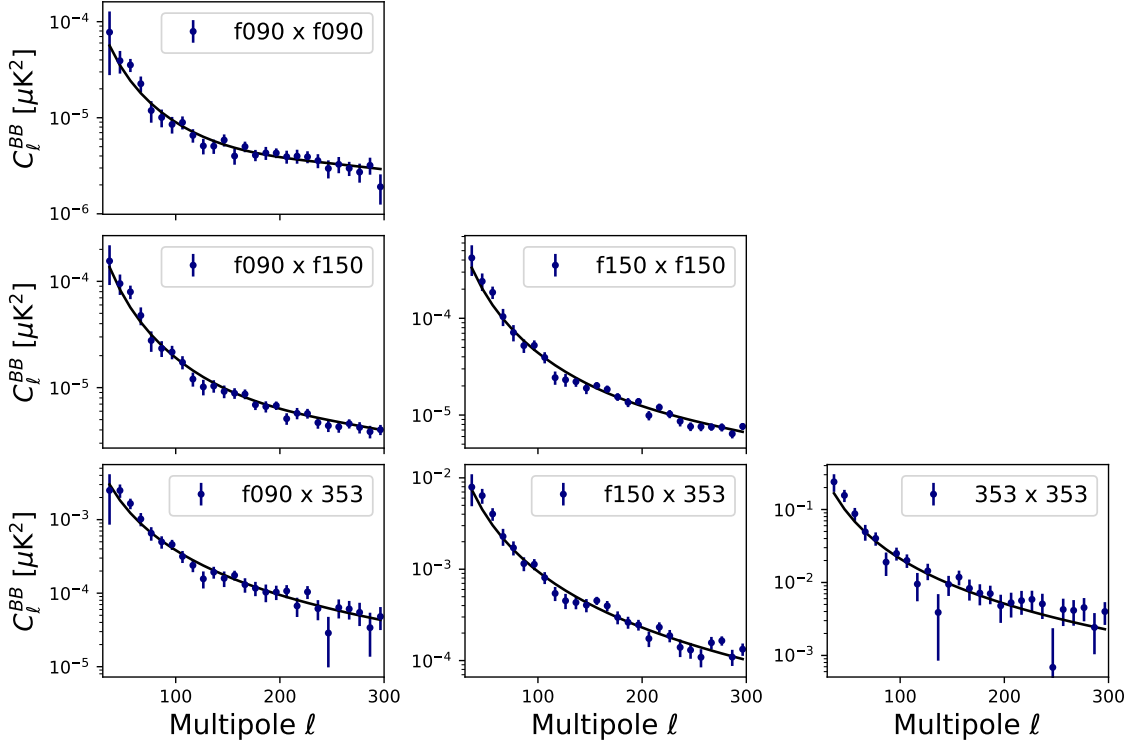 10⁻⁴
10⁻⁵
10⁻⁶
C_ℓ^{BB} [μK²]
f090 x f090
10⁻⁴
10⁻⁵
C_ℓ^{BB} [μK²]
f090 x f150
10⁻⁴
10⁻⁵
f150 x f150
10⁻³
10⁻⁴
10⁻⁵
C_ℓ^{BB} [μK²]
f090 x 353
100 200 300
Multipole ℓ
10⁻²
10⁻³
10⁻⁴
f150 x 353
100 200 300
Multipole ℓ
10⁻¹
10⁻²
10⁻³
353 x 353
100 200 300
Multipole ℓ